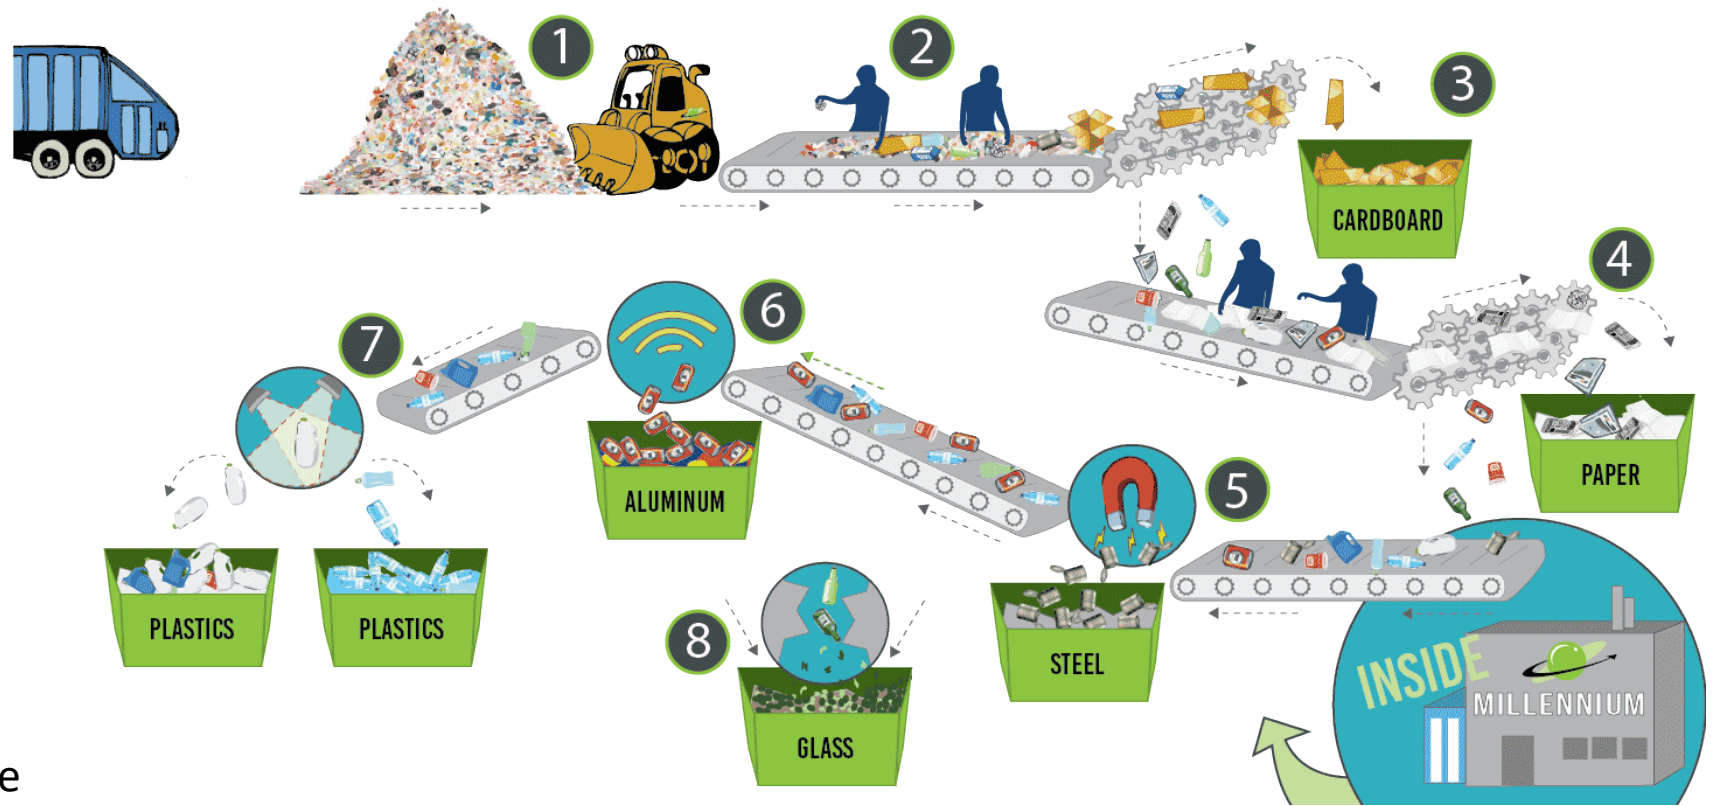 1
2
3
CARDBOARD
4
PAPER
5
STEEL
6
ALUMINUM
7
PLASTICS
PLASTICS
8
GLASS
INSIDE
MILLENNIUM
e